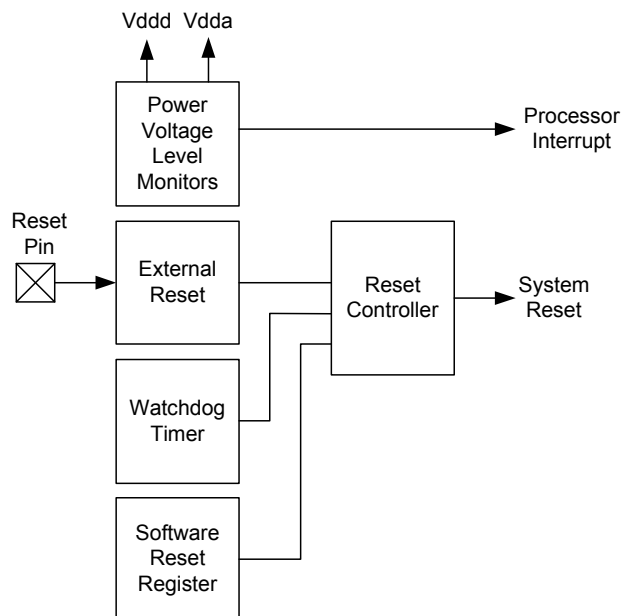 Vddd Vdda
Power
Voltage
Level
Monitors
Processor
Interrupt
Reset
Pin
External
Reset
Reset
Controller
System
Reset
Watchdog
Timer
Software
Reset
Register